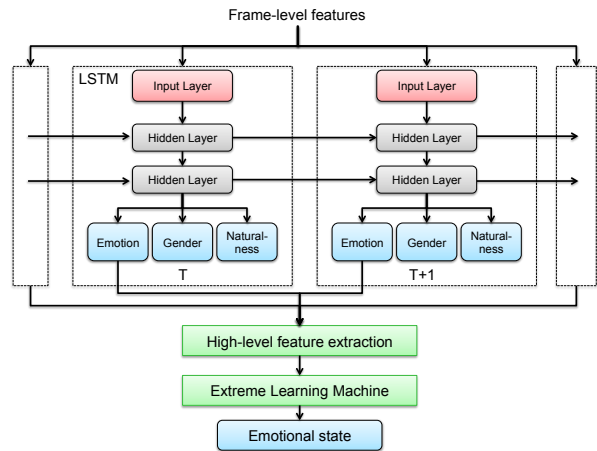 Frame-level features
LSTM
Input Layer
Input Layer
Hidden Layer
Hidden Layer
Hidden Layer
Hidden Layer
Emotion
Gender
Natural-
ness
Emotion
Gender
Natural-
ness
T
T+1
High-level feature extraction
Extreme Learning Machine
Emotional state